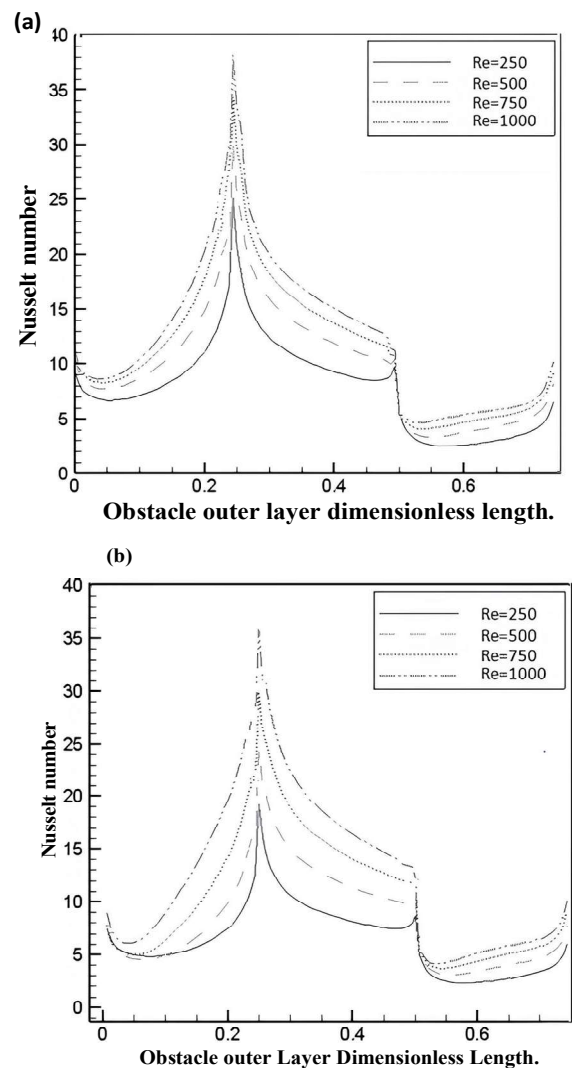 (a)
40
35
30
25
20
15
10
5
0
Nusselt number
Re=250
Re=500
Re=750
Re=1000
0
0.2
0.4
0.6
Obstacle outer layer dimensionless length.
(b)
40
35
30
25
20
15
10
5
0
Nusselt number
Re=250
Re=500
Re=750
Re=1000
0
0.2
0.4
0.6
Obstacle outer Layer Dimensionless Length.